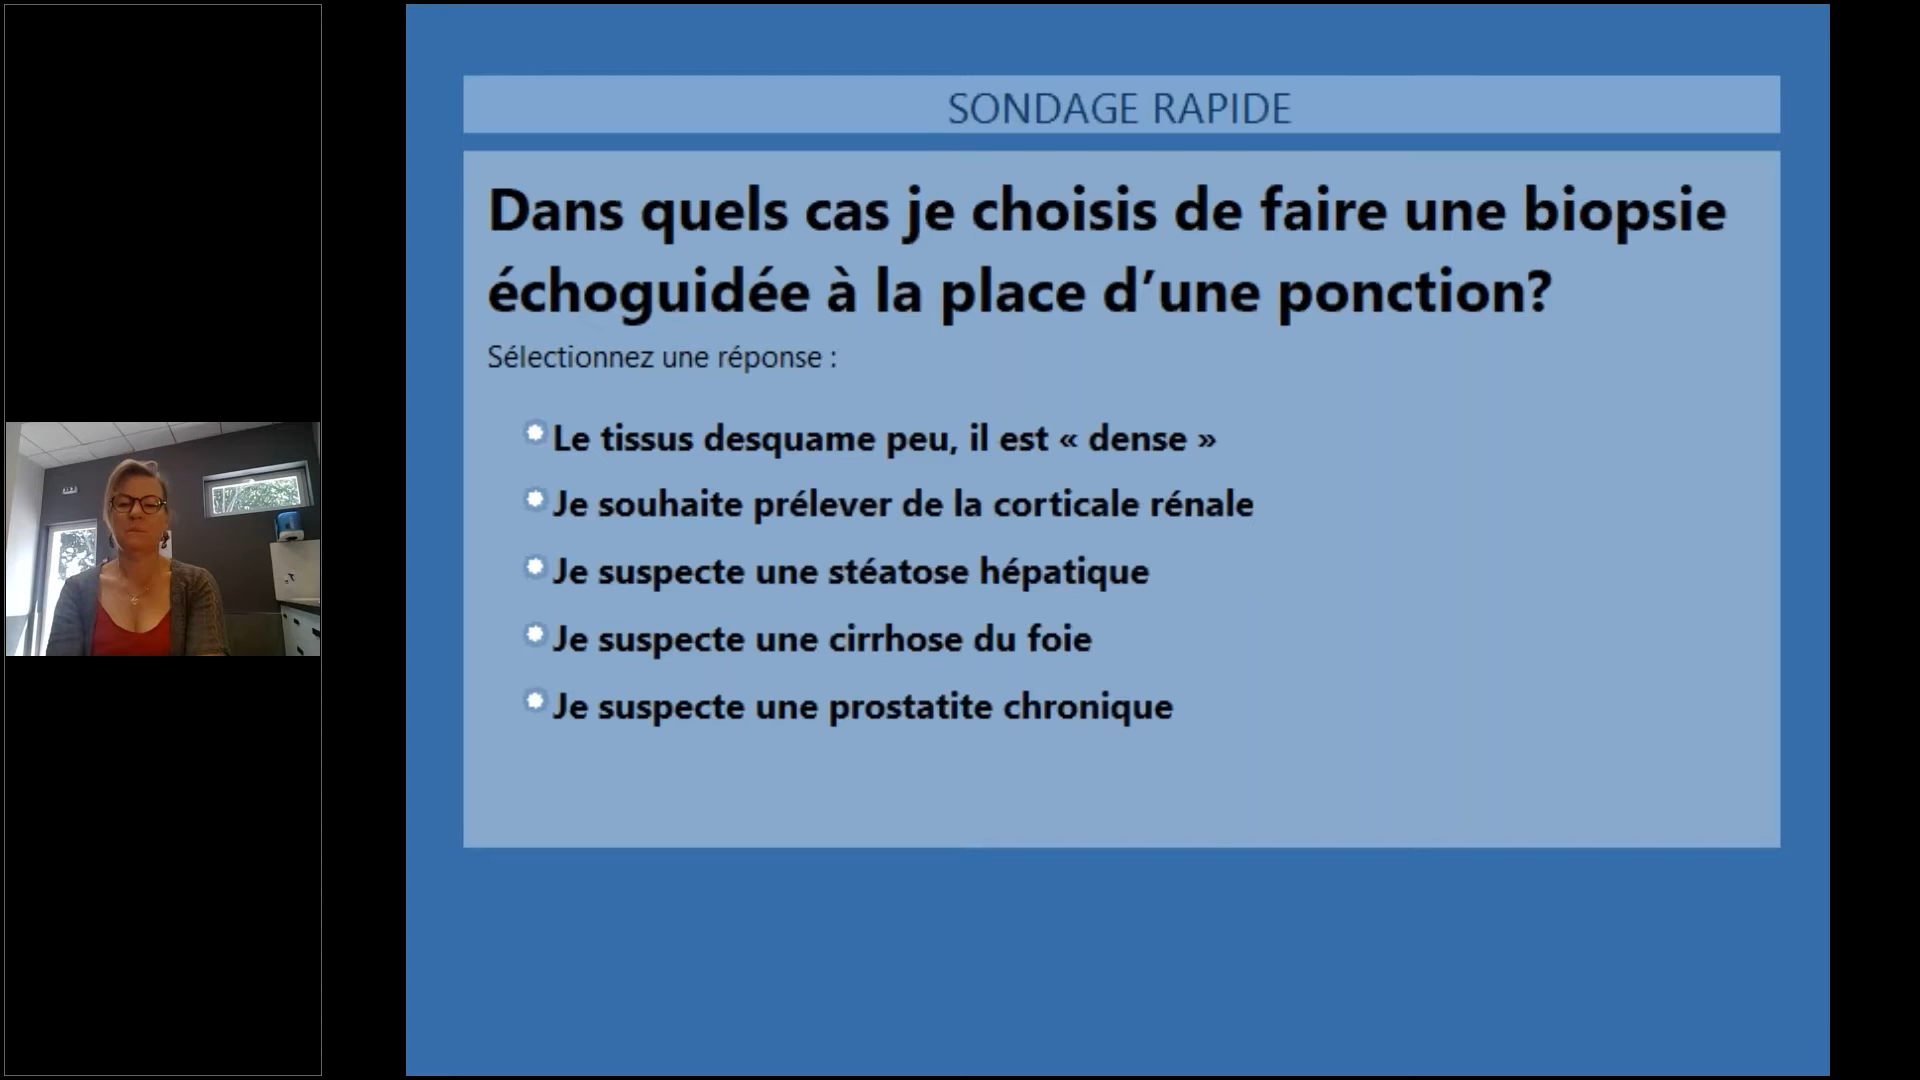 SONDAGE RAPIDE
Dans quels cas je choisis de faire une biopsie
échoguidée à la place d’une ponction?
Sélectionnez une réponse :
Le tissus desquame peu, il est « dense »
Je souhaite prélever de la corticale rénale
Je suspecte une stéatose hépatique
Je suspecte une cirrhose du foie
Je suspecte une prostatite chronique